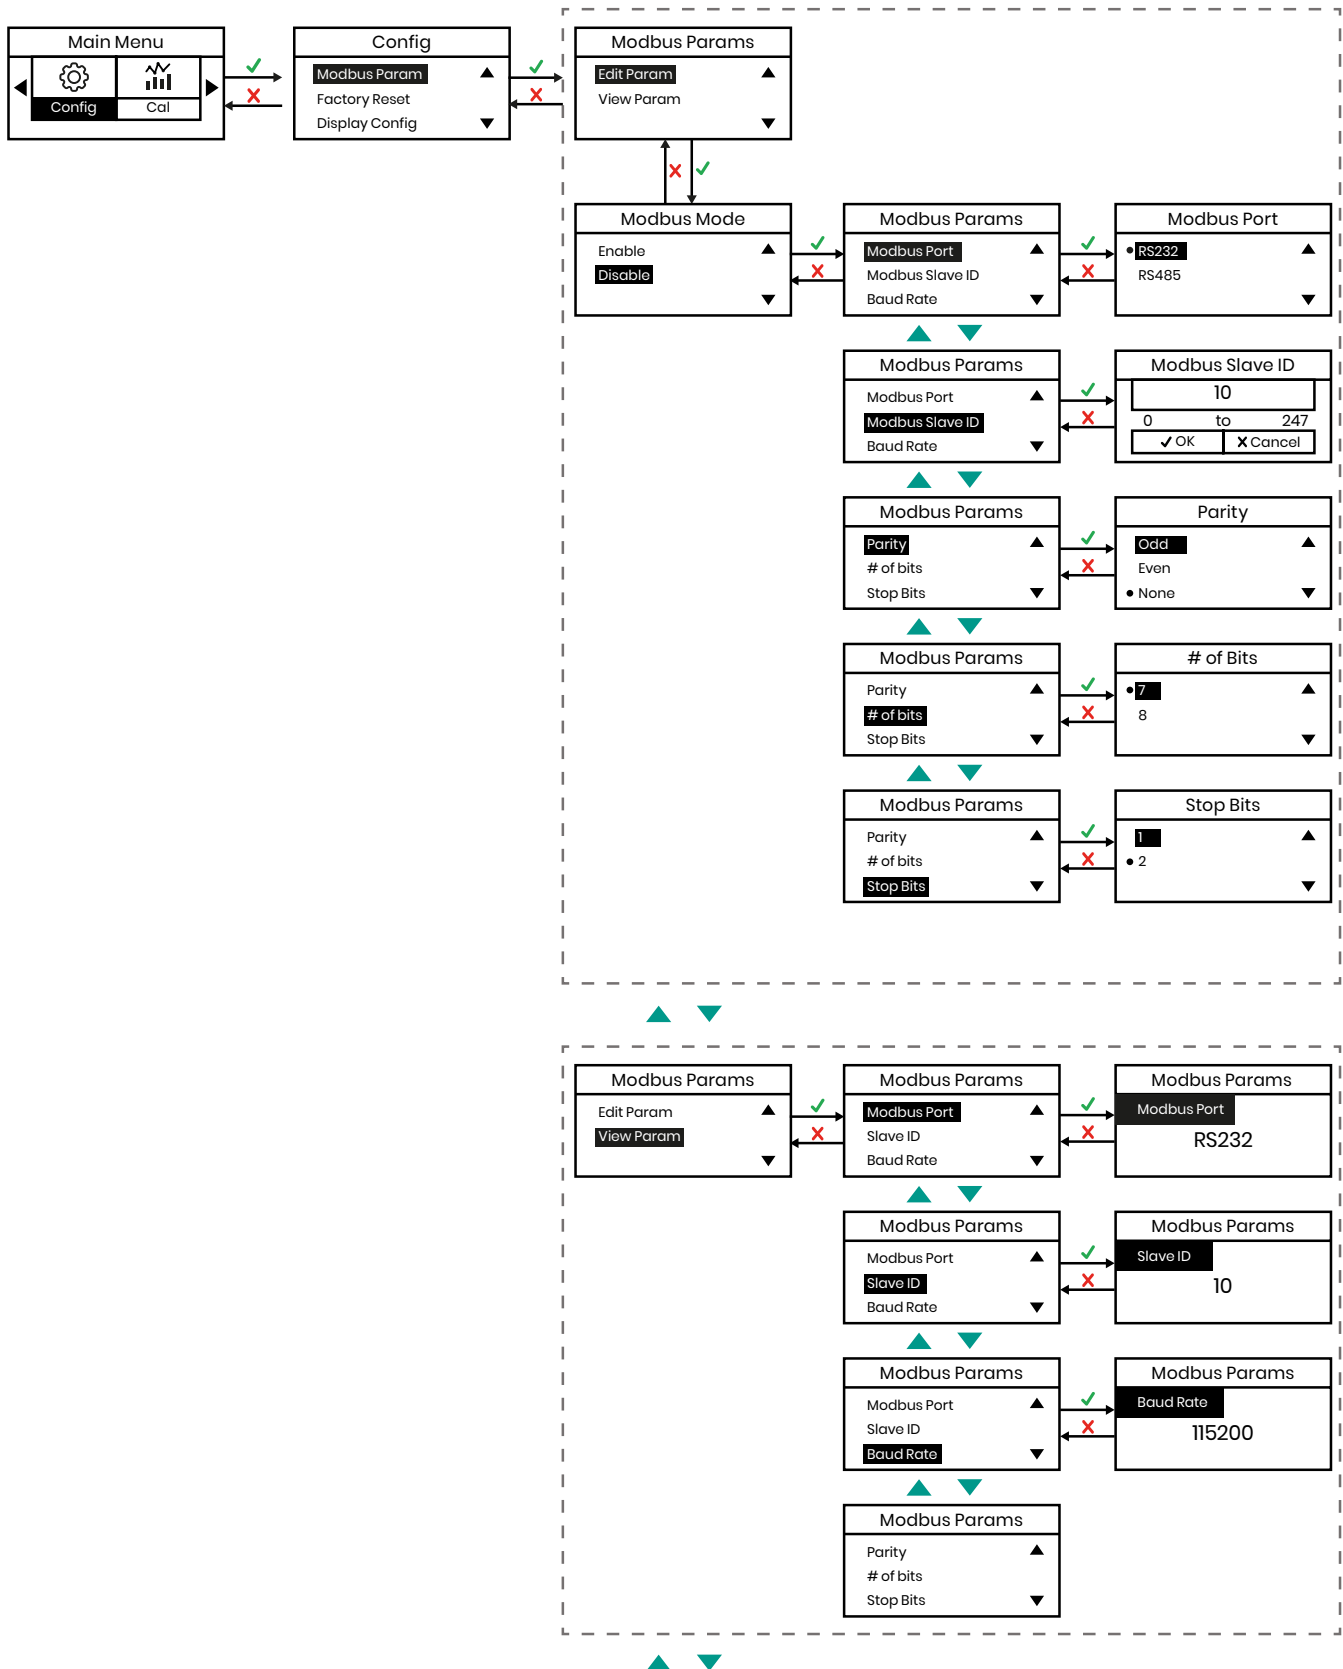 Main Menu
Config
Cal
Config
Modbus Param
Factory Reset
Display Config
Modbus Params
Edit Param
View Param
Modbus Mode
Enable
Disable
Modbus Params
Modbus Port
Modbus Slave ID
Baud Rate
Modbus Port
RS232
RS485
Modbus Params
Modbus Port
Modbus Slave ID
Baud Rate
Modbus Slave ID
10
0 to 247
OK Cancel
Modbus Params
Parity
# of bits
Stop Bits
Parity
Odd
Even
None
Modbus Params
Parity
# of bits
Stop Bits
# of Bits
7
8
Modbus Params
Parity
# of bits
Stop Bits
Stop Bits
1
2
Modbus Params
Edit Param
View Param
Modbus Params
Modbus Port
Slave ID
Baud Rate
Modbus Params
Modbus Port
RS232
Modbus Params
Modbus Port
Slave ID
Baud Rate
Modbus Params
Slave ID
10
Modbus Params
Modbus Port
Slave ID
Baud Rate
Modbus Params
Baud Rate
115200
Modbus Params
Parity
# of bits
Stop Bits